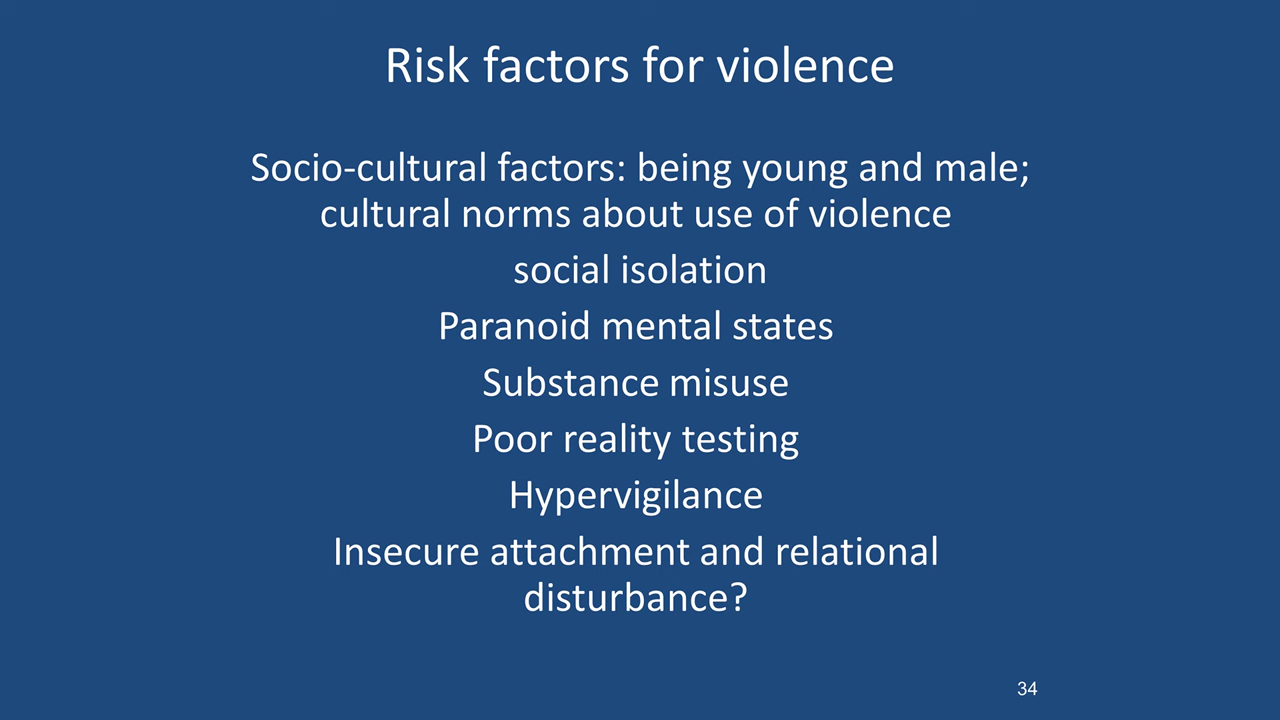 Risk factors for violence
Socio-cultural factors: being young and male;
cultural norms about use of violence
social isolation
Paranoid mental states
Substance misuse
Poor reality testing
Hypervigilance
Insecure attachment and relational
disturbance?
34